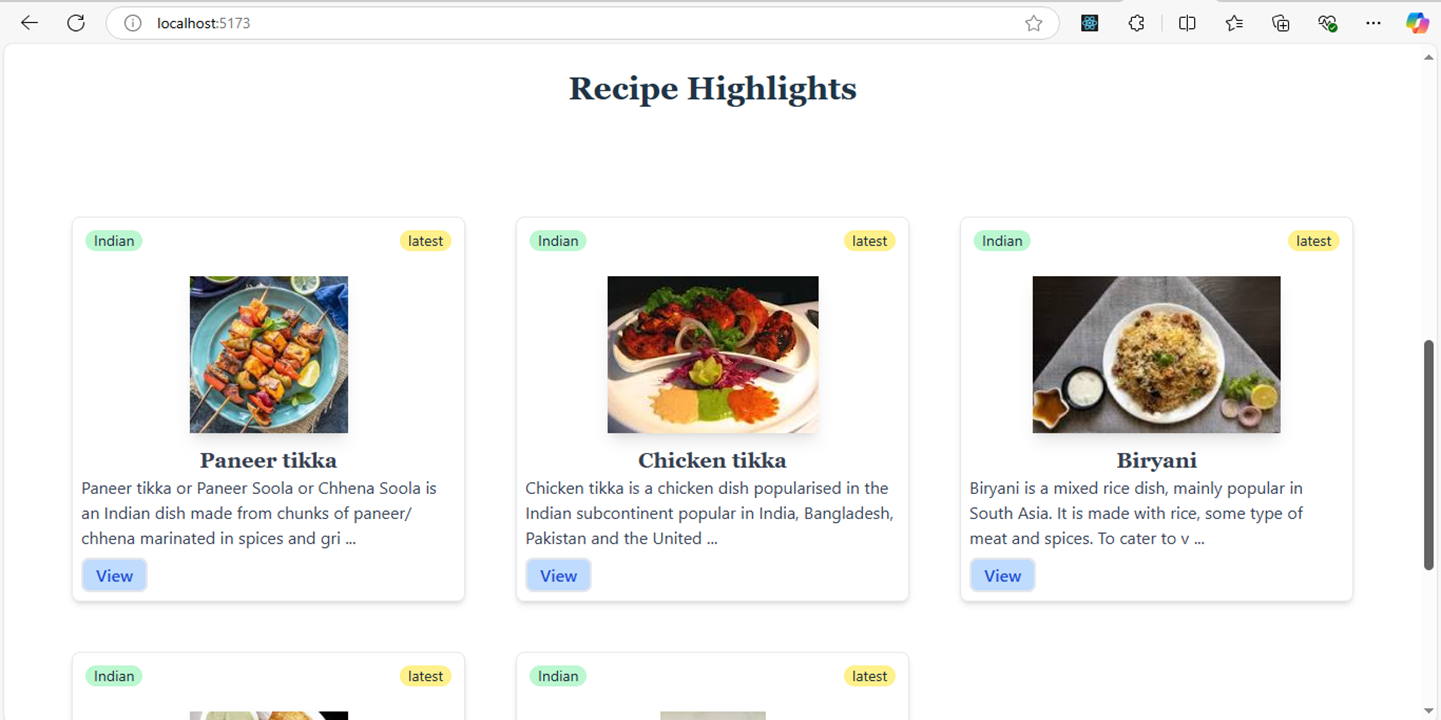 localhost:5173
Recipe Highlights
Indian
latest
Paneer tikka
Paneer tikka or Paneer Soola or Chhena Soola is
an Indian dish made from chunks of paneer/
chhena marinated in spices and gri ...
View
Indian
latest
Chicken tikka
Chicken tikka is a chicken dish popularised in the
Indian subcontinent popular in India, Bangladesh,
Pakistan and the United ...
View
Indian
latest
Biryani
Biryani is a mixed rice dish, mainly popular in
South Asia. It is made with rice, some type of
meat and spices. To cater to v ...
View
Indian
latest
Indian
latest